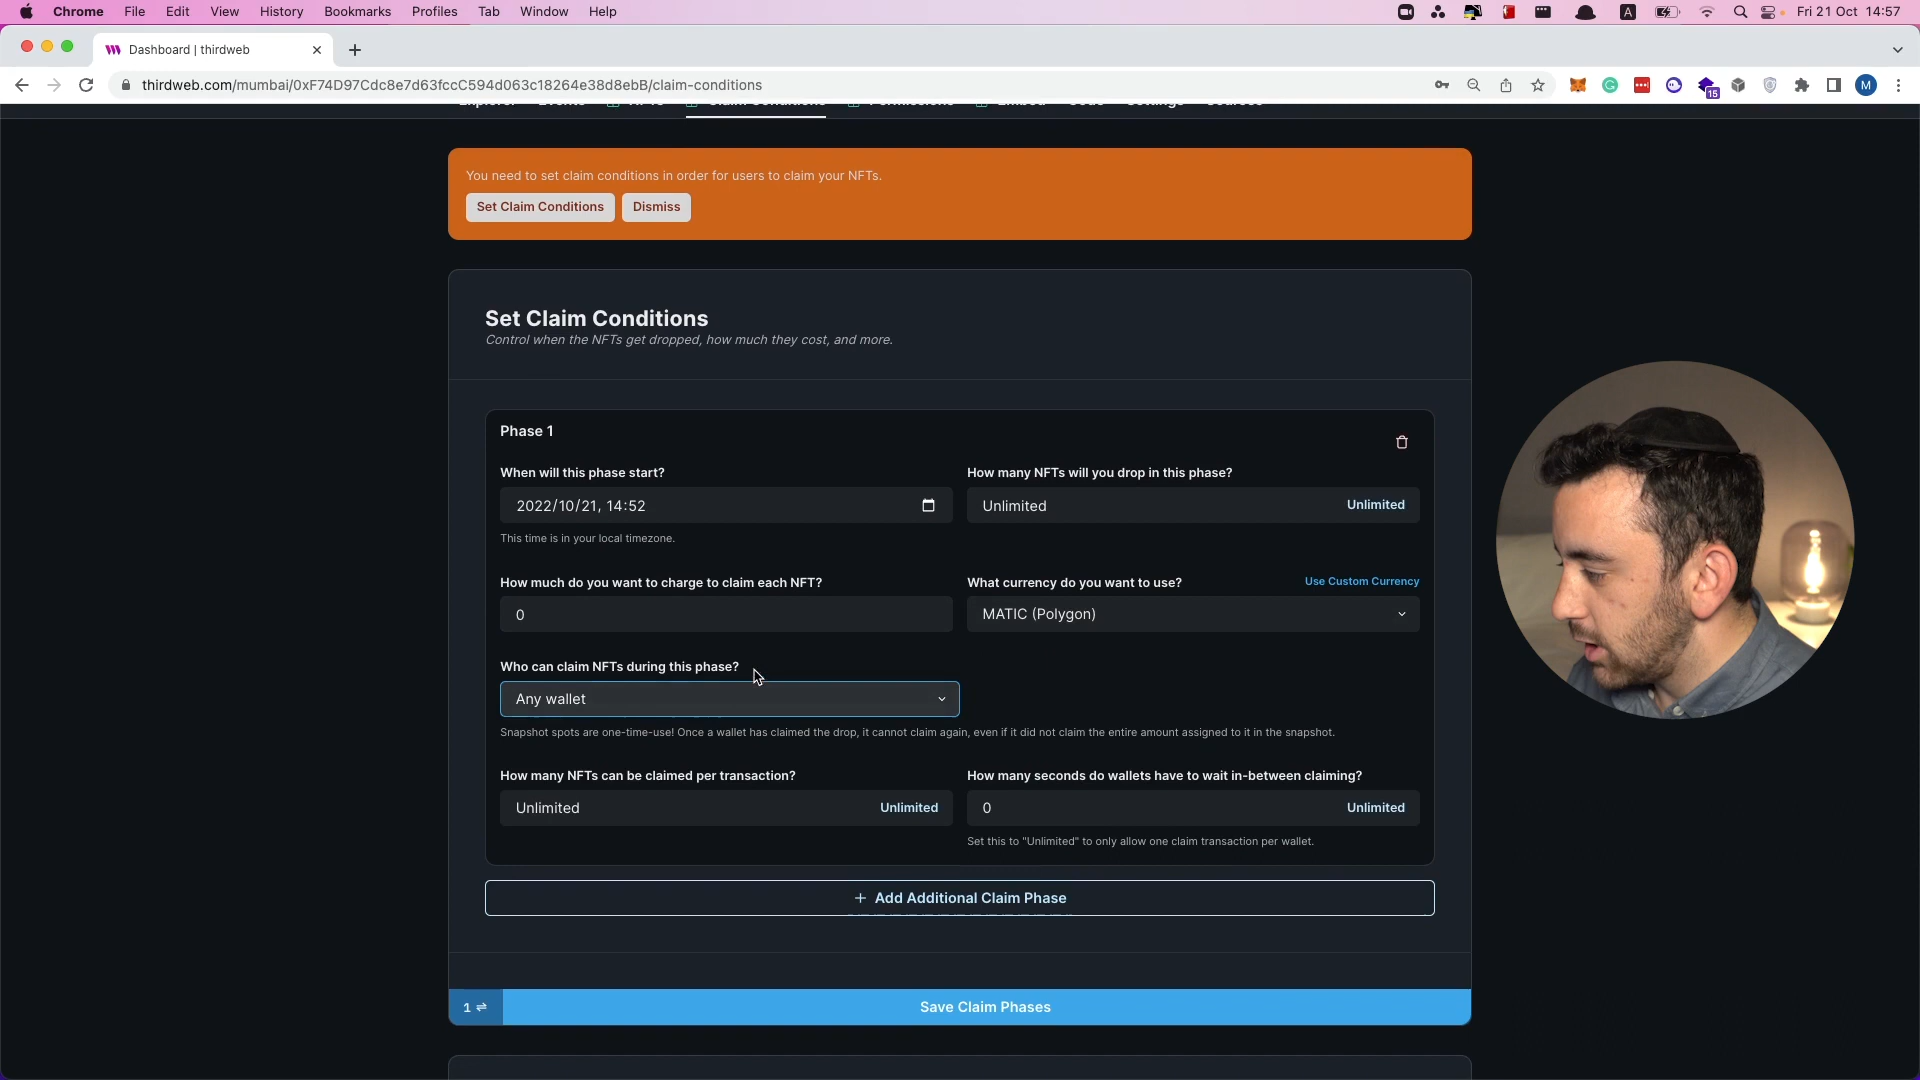 Chrome File Edit View History Bookmarks Profiles Tab Window Help A Fri 21 Oct 14:57
Dashboard | thirdweb
thirdweb.com/mumbai/0xF74D97Cdc8e7d63fccC594d063c18264e38d8ebB/claim-conditions 15 M
You need to set claim conditions in order for users to claim your NFTs.
Set Claim Conditions Dismiss
Set Claim Conditions
Control when the NFTs get dropped, how much they cost, and more.
Phase 1
When will this phase start? How many NFTs will you drop in this phase?
2022/10/21, 14:52 Unlimited Unlimited
This time is in your local timezone.
How much do you want to charge to claim each NFT? What currency do you want to use? Use Custom Currency
0 MATIC (Polygon)
Who can claim NFTs during this phase?
Any wallet
Snapshot spots are one-time-use! Once a wallet has claimed the drop, it cannot claim again, even if it did not claim the entire amount assigned to it in the snapshot.
How many NFTs can be claimed per transaction? How many seconds do wallets have to wait in-between claiming?
Unlimited Unlimited 0 Unlimited
Set this to "Unlimited" to only allow one claim transaction per wallet.
+ Add Additional Claim Phase
1 Save Claim Phases